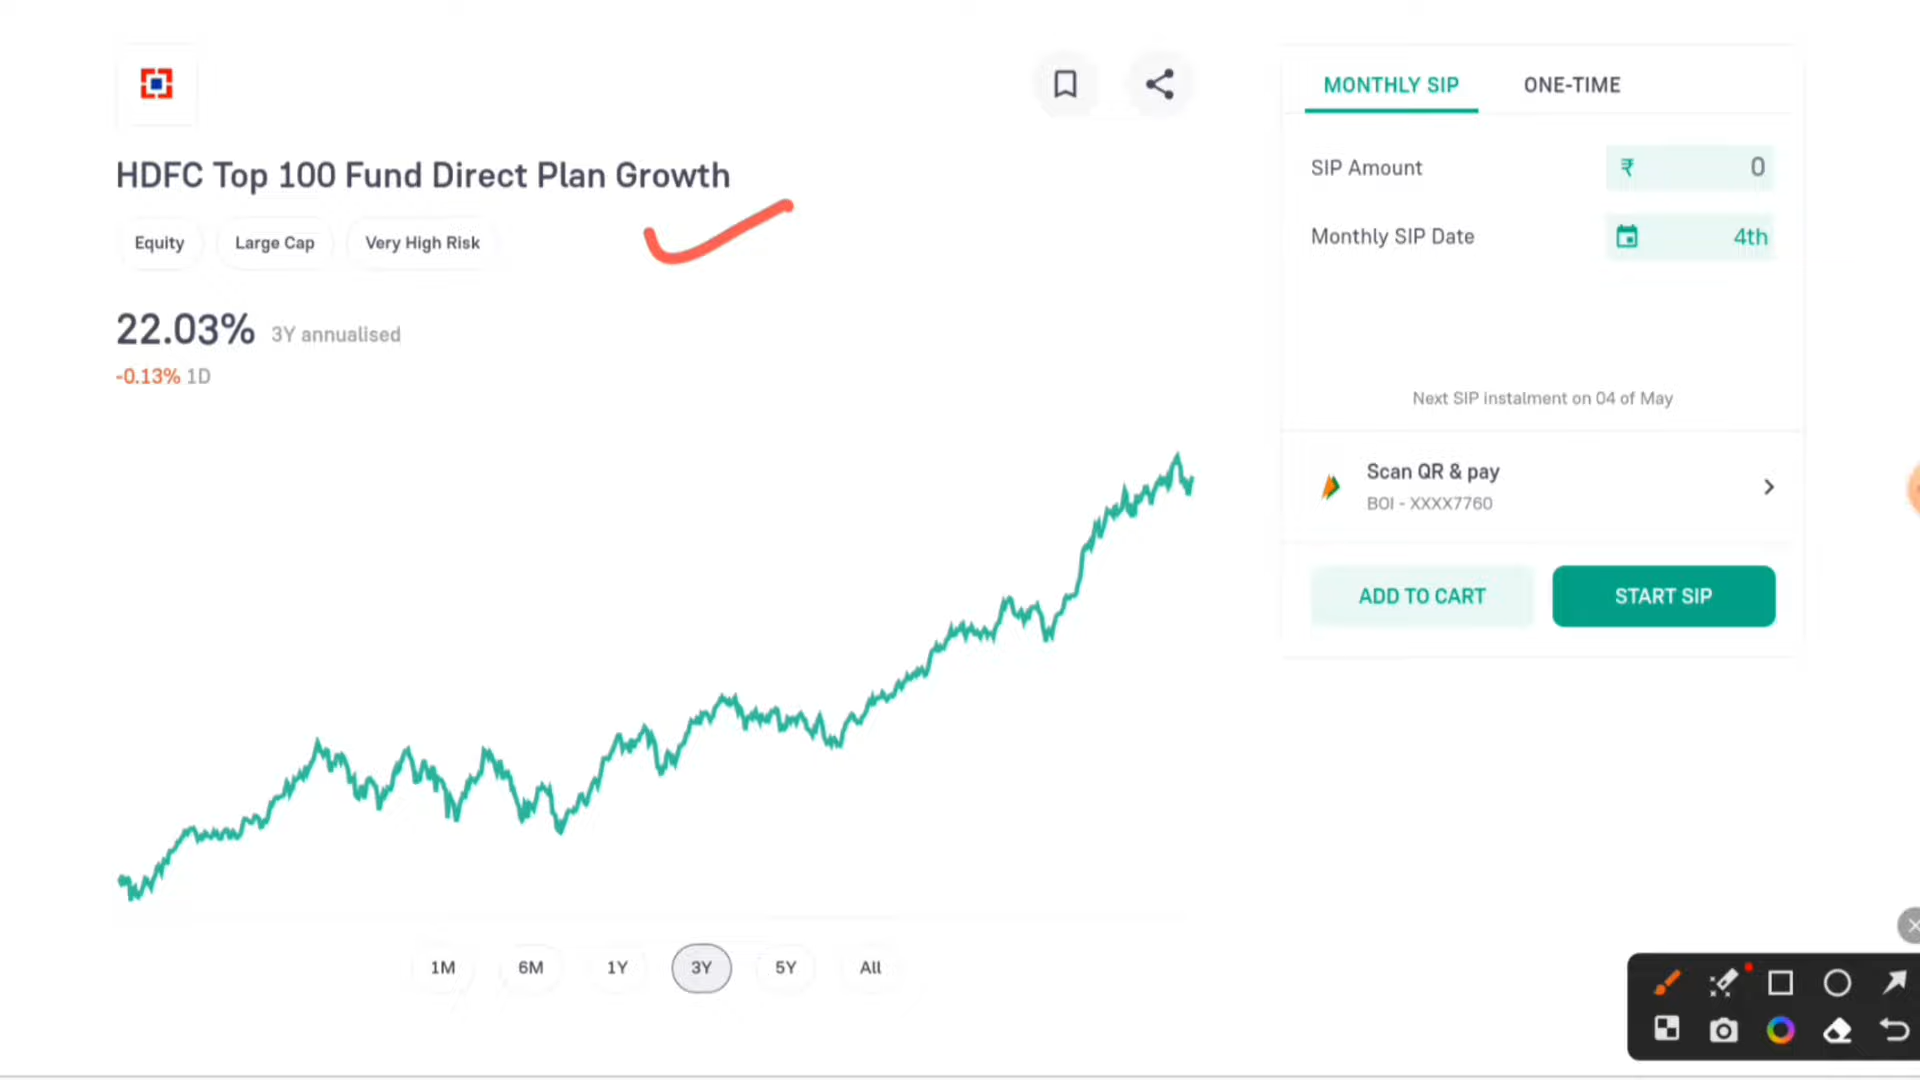 MONTHLY SIP
ONE-TIME
SIP Amount
₹ 0
HDFC Top 100 Fund Direct Plan Growth
Monthly SIP Date
4th
Equity
Large Cap
Very High Risk
22.03% 3Y annualised
-0.13% 1D
Next SIP instalment on 04 of May
Scan QR & pay
BOI - XXXX7760
ADD TO CART
START SIP
1M
6M
1Y
3Y
5Y
All